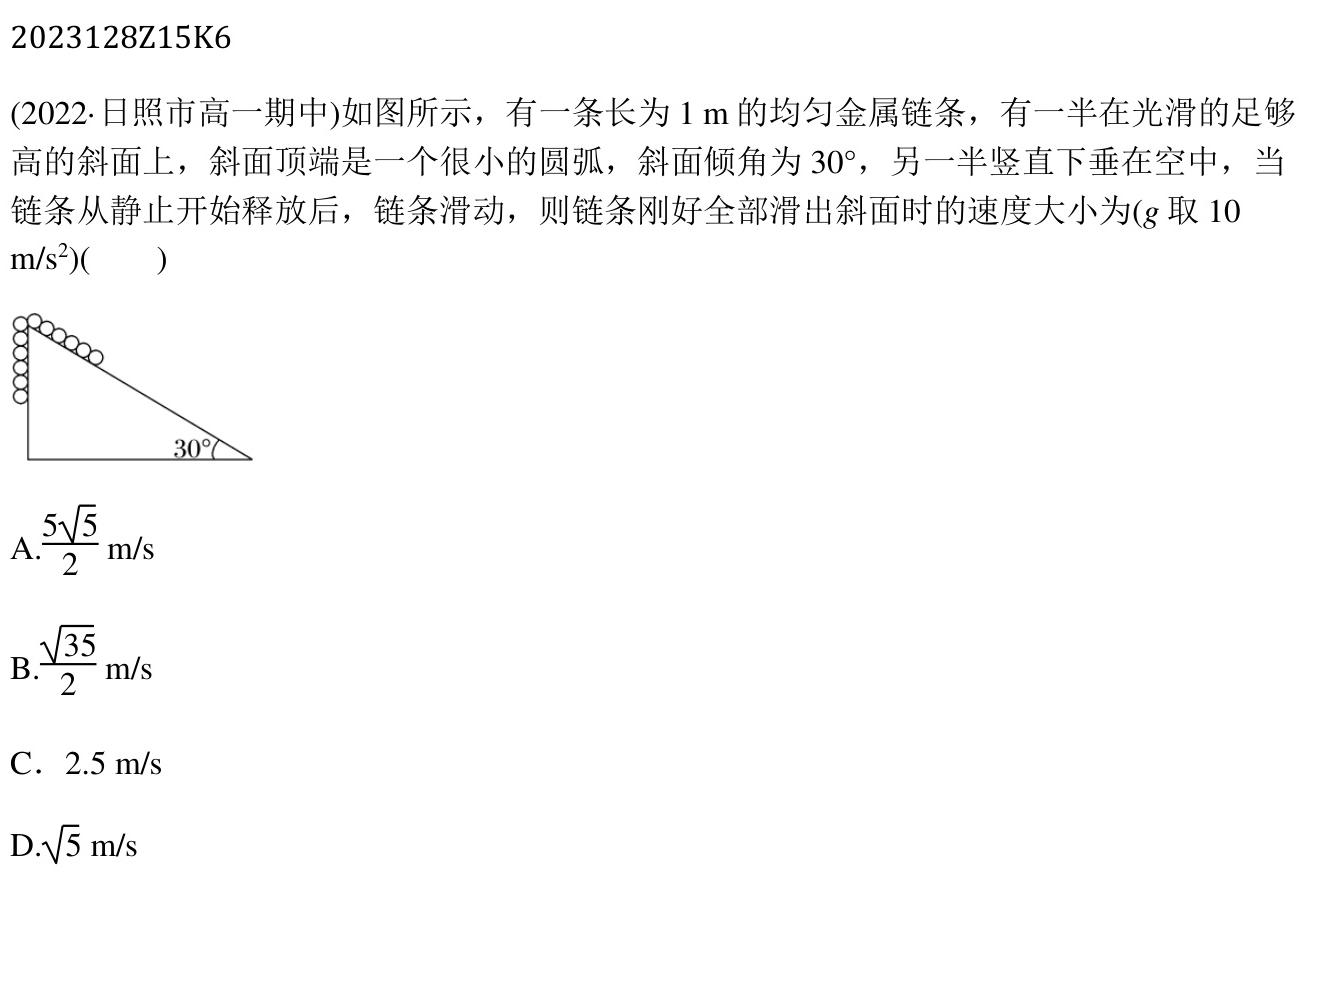 2023128Z15K6
(2022·日照市高一期中)如图所示，有一条长为 1 m 的均匀金属链条，有一半在光滑的足够
高的斜面上，斜面顶端是一个很小的圆弧，斜面倾角为 30°，另一半竖直下垂在空中，当
链条从静止开始释放后，链条滑动，则链条刚好全部滑出斜面时的速度大小为(g 取 10
m/s²)(　　)
30°
A.5√5/2 m/s
B.√35/2 m/s
C．2.5 m/s
D.√5 m/s